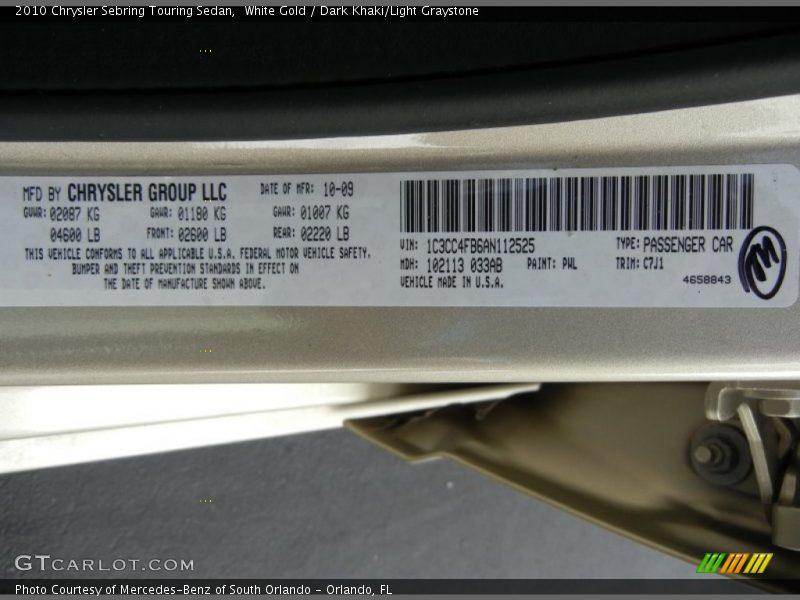 2010 Chrysler Sebring Touring Sedan,  White Gold / Dark Khaki/Light Graystone
MFD BY CHRYSLER GROUP LLC
DATE OF MFR: 10-09
GVWR: 02087 KG GAWR: 01180 KG GAWR: 01007 KG
04600 LB FRONT: 02600 LB REAR: 02220 LB
THIS VEHICLE CONFORMS TO ALL APPLICABLE U.S.A. FEDERAL MOTOR VEHICLE SAFETY,
BUMPER AND THEFT PREVENTION STANDARDS IN EFFECT ON
THE DATE OF MANUFACTURE SHOWN ABOVE.
VIN: 1C3CC4FB6AN112525 TYPE: PASSENGER CAR
MDH: 102113 033AB PAINT: PWL TRIM: C7J1
VEHICLE MADE IN U.S.A.
4658843
GTCARLOT.COM
Photo Courtesy of Mercedes-Benz of South Orlando - Orlando, FL